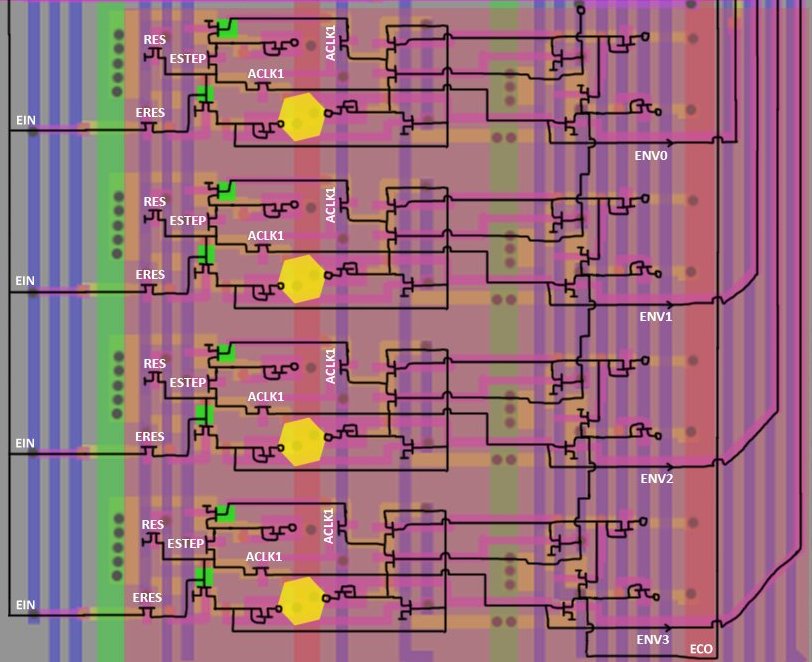 RES
ESTEP
ACLK1
ACLK1
ERES
EIN
ENV0
RES
ESTEP
ACLK1
ACLK1
ERES
EIN
ENV1
RES
ESTEP
ACLK1
ACLK1
ERES
EIN
ENV2
RES
ESTEP
ACLK1
ACLK1
ERES
EIN
ENV3
ECO